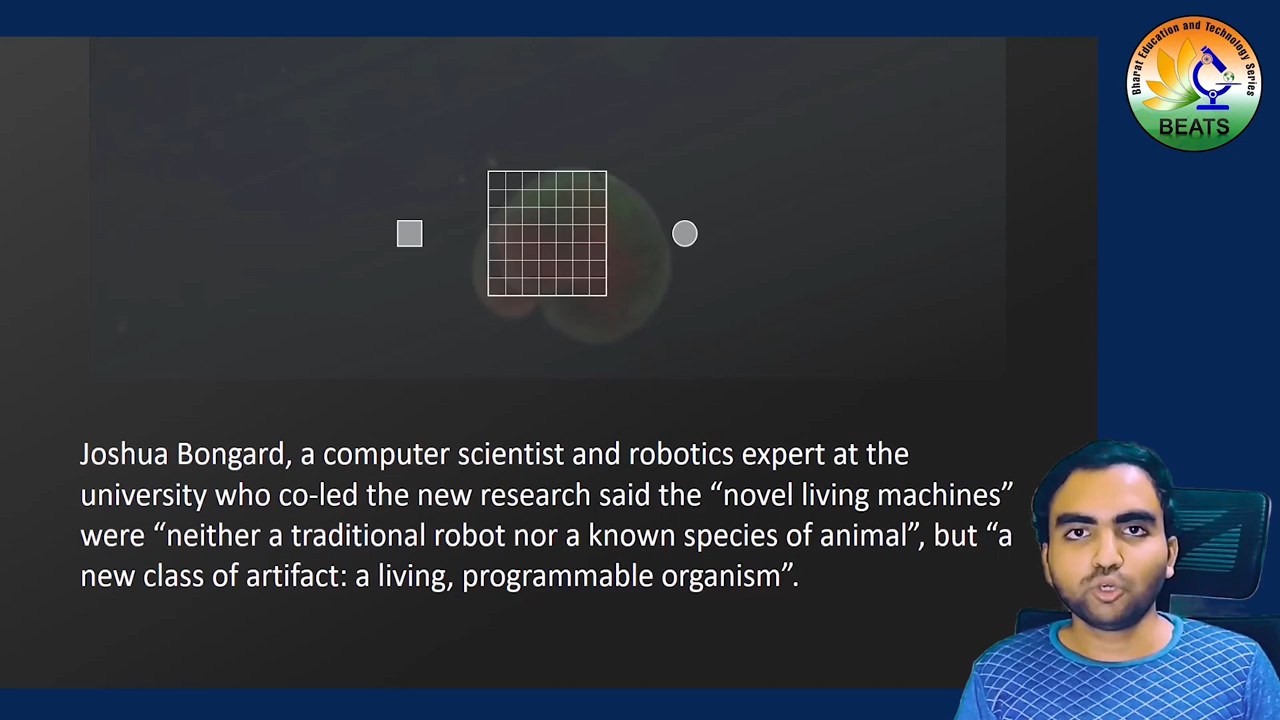 Bharat Education and Technology Series
BEATS
Joshua Bongard, a computer scientist and robotics expert at the
university who co-led the new research said the “novel living machines”
were “neither a traditional robot nor a known species of animal”, but “a
new class of artifact: a living, programmable organism”.